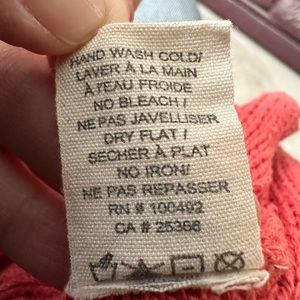 HAND WASH COLD/
LAVER À LA MAIN
À L'EAU FROIDE
NO BLEACH /
NE PAS JAVELLISER
DRY FLAT /
SECHER À PLAT
NO IRON/
NE PAS REPASSER
RN # 100492
CA # 25366